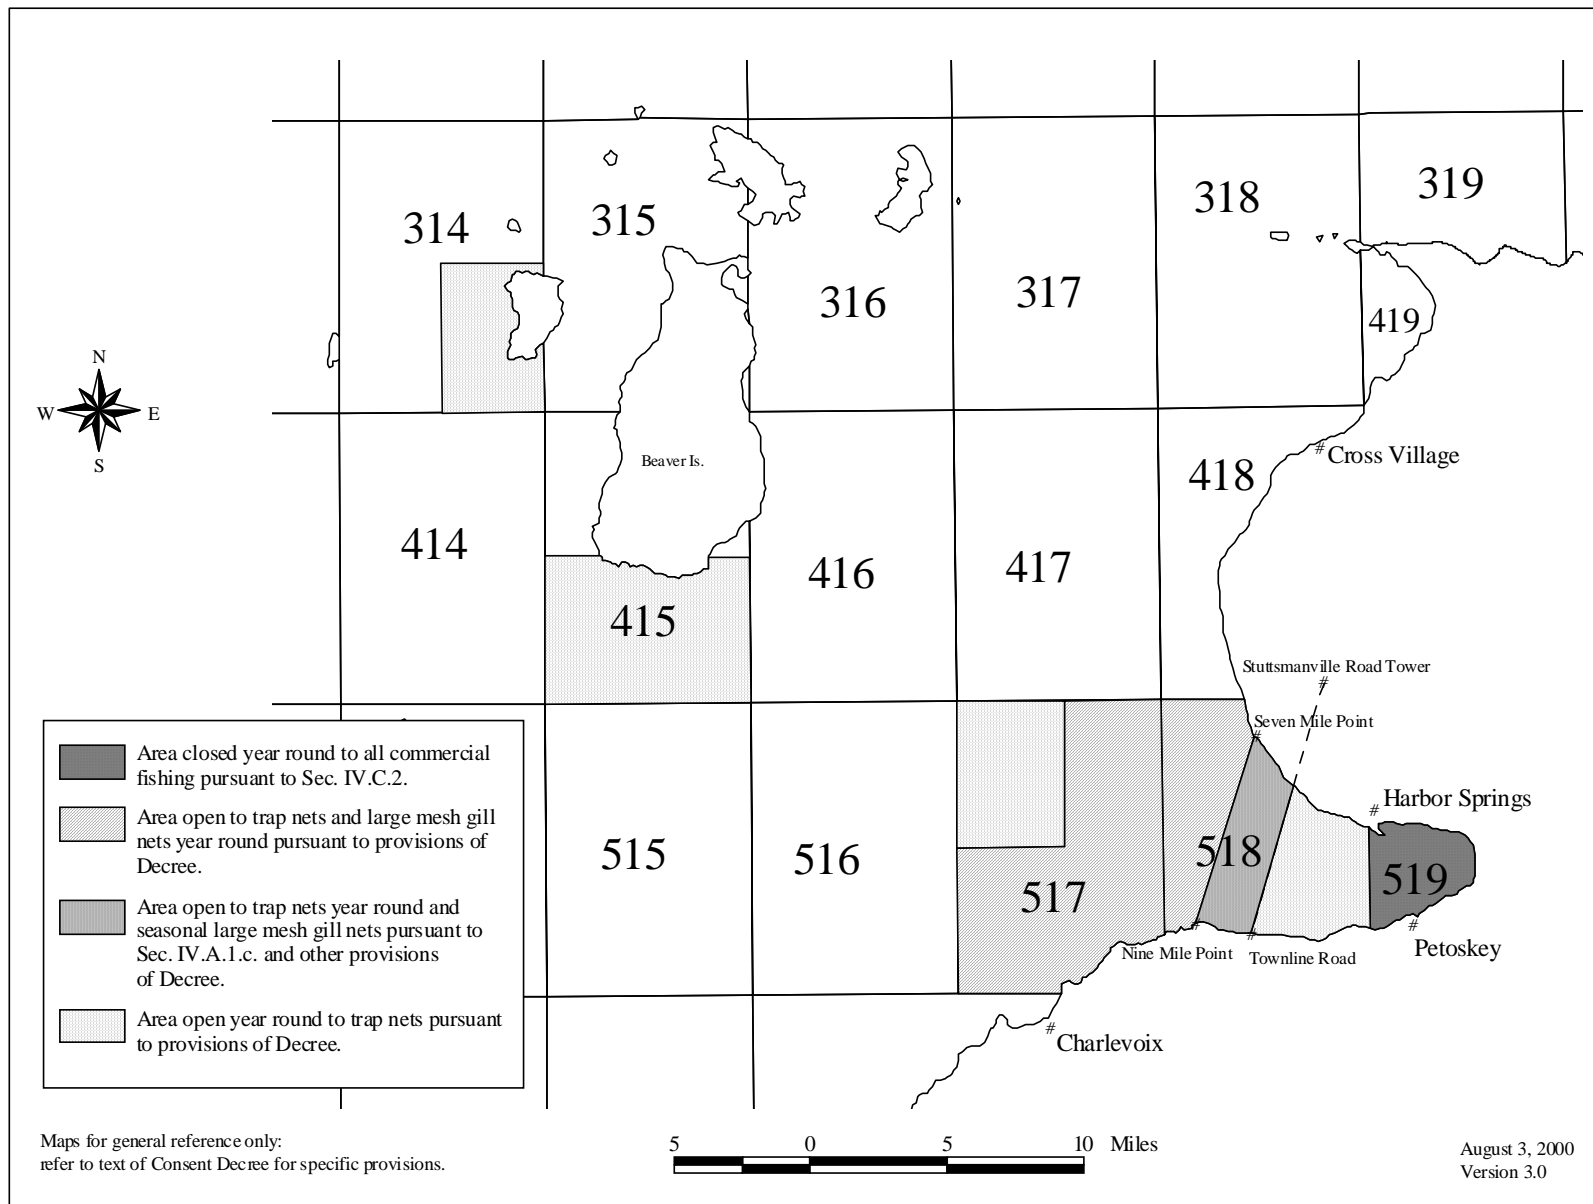 314
315
316
317
318
319
419
N
W
E
S
Beaver Is.
# Cross Village
418
414
415
416
417
Stuttsmanville Road Tower
#
Seven Mile Point
#
Area closed year round to all commercial
fishing pursuant to Sec. IV.C.2.
Area open to trap nets and large mesh gill
nets year round pursuant to provisions of
Decree.
Area open to trap nets year round and
seasonal large mesh gill nets pursuant to
Sec. IV.A.1.c. and other provisions
of Decree.
Area open year round to trap nets pursuant
to provisions of Decree.
515
516
517
518
519
Harbor Springs
#
#
Nine Mile Point
#
Townline Road
#
Petoskey
#
Charlevoix
Maps for general reference only:
refer to text of Consent Decree for specific provisions.
5 0 5 10 Miles
August 3, 2000
Version 3.0